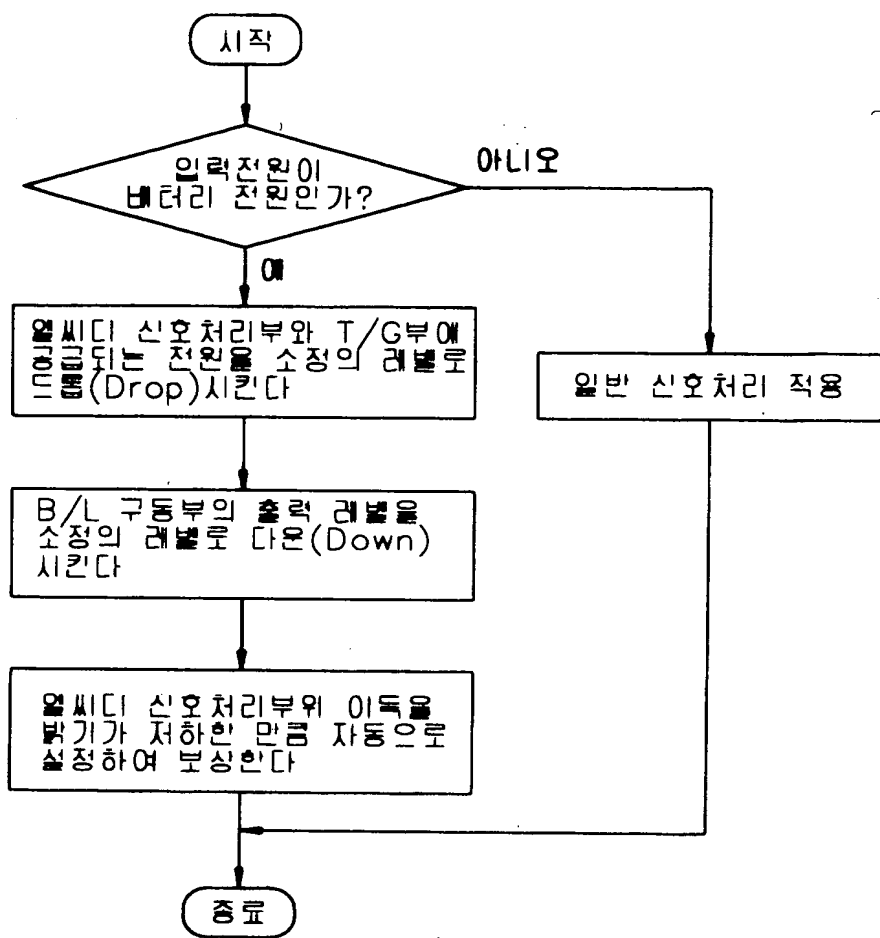 시작
입력전원이
배터리 전원인가?
아니오
예
엘씨디 신호처리부와 T/G부에
공급되는 전원을 소정의 레벨로
드롭(Drop)시킨다
일반 신호처리 적용
B/L 구동부의 출력 레벨을
소정의 레벨로 다운(Down)
시킨다
엘씨디 신호처리부위 이득을
밝기가 저하한 만큼 자동으로
설정하여 보상한다
종료